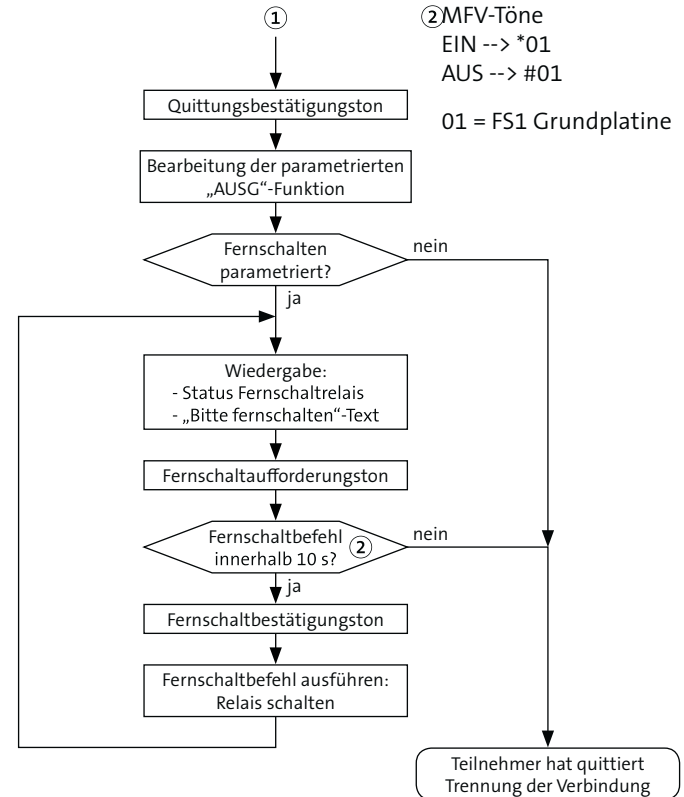 ①
②MFV-Töne
EIN --> *01
AUS --> #01
01 = FS1 Grundplatine
Quittungsbestätigungston
Bearbeitung der parametrierten
„AUSG“-Funktion
Fernschalten
parametriert?
nein
ja
Wiedergabe:
- Status Fernschaltrelais
- „Bitte fernschalten“-Text
Fernschaltaufforderungston
Fernschaltbefehl
innerhalb 10 s?
②
nein
ja
Fernschaltbestätigungston
Fernschaltbefehl ausführen:
Relais schalten
Teilnehmer hat quittiert
Trennung der Verbindung